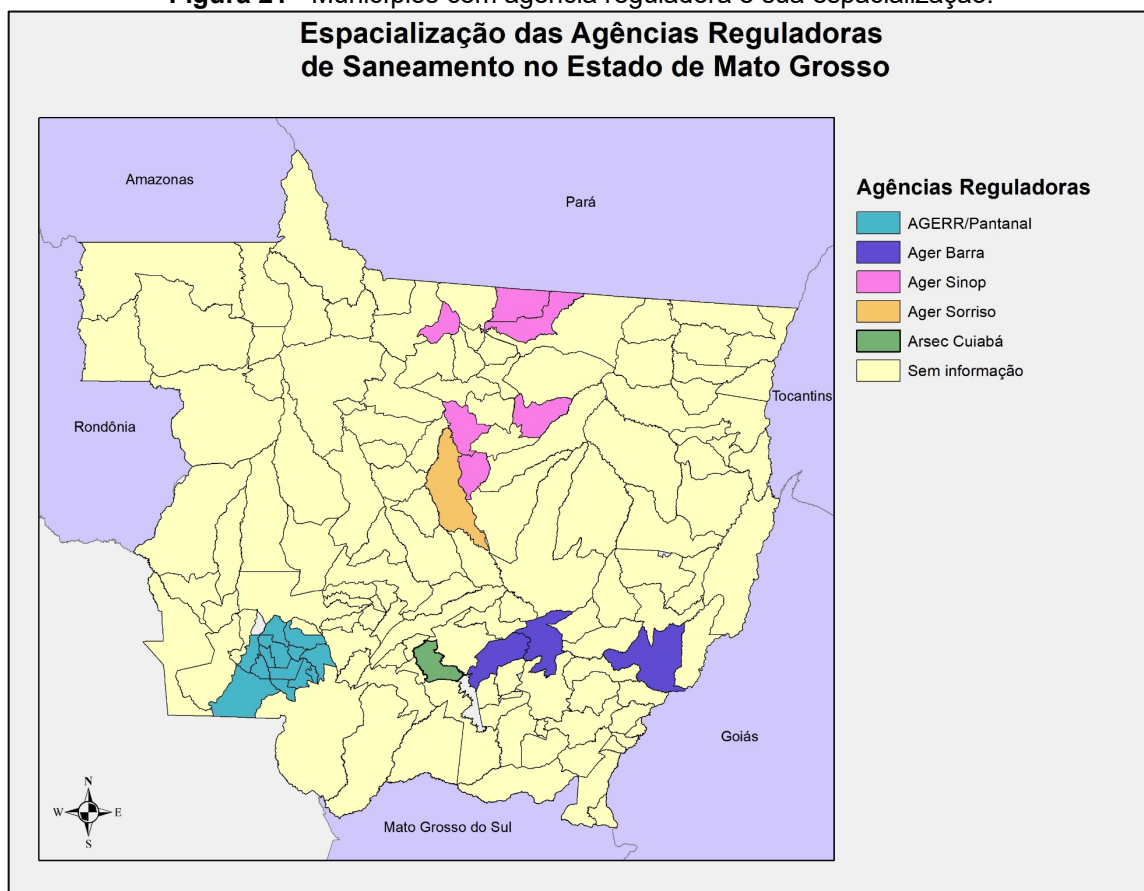 Figura 21 - Municípios com agência reguladora e sua espacialização.
Espacialização das Agências Reguladoras
de Saneamento no Estado de Mato Grosso
Amazonas
Pará
Rondônia
Tocantins
Goiás
Mato Grosso do Sul
N
W
E
S
Agências Reguladoras
AGERR/Pantanal
Ager Barra
Ager Sinop
Ager Sorriso
Arsec Cuiabá
Sem informação